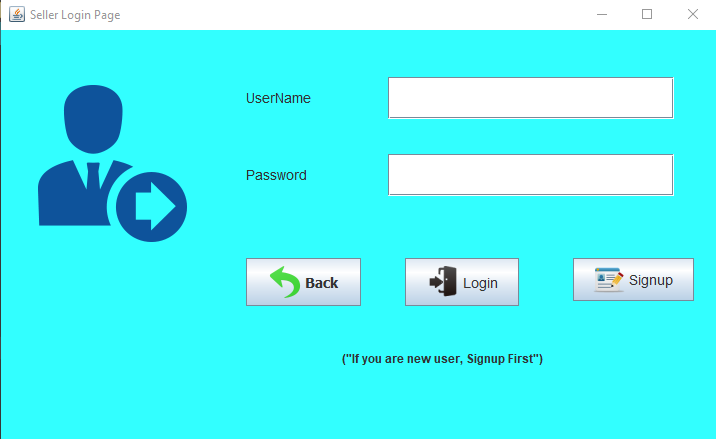 Seller Login Page
UserName
Password
Back
Login
Signup
("If you are new user, Signup First")